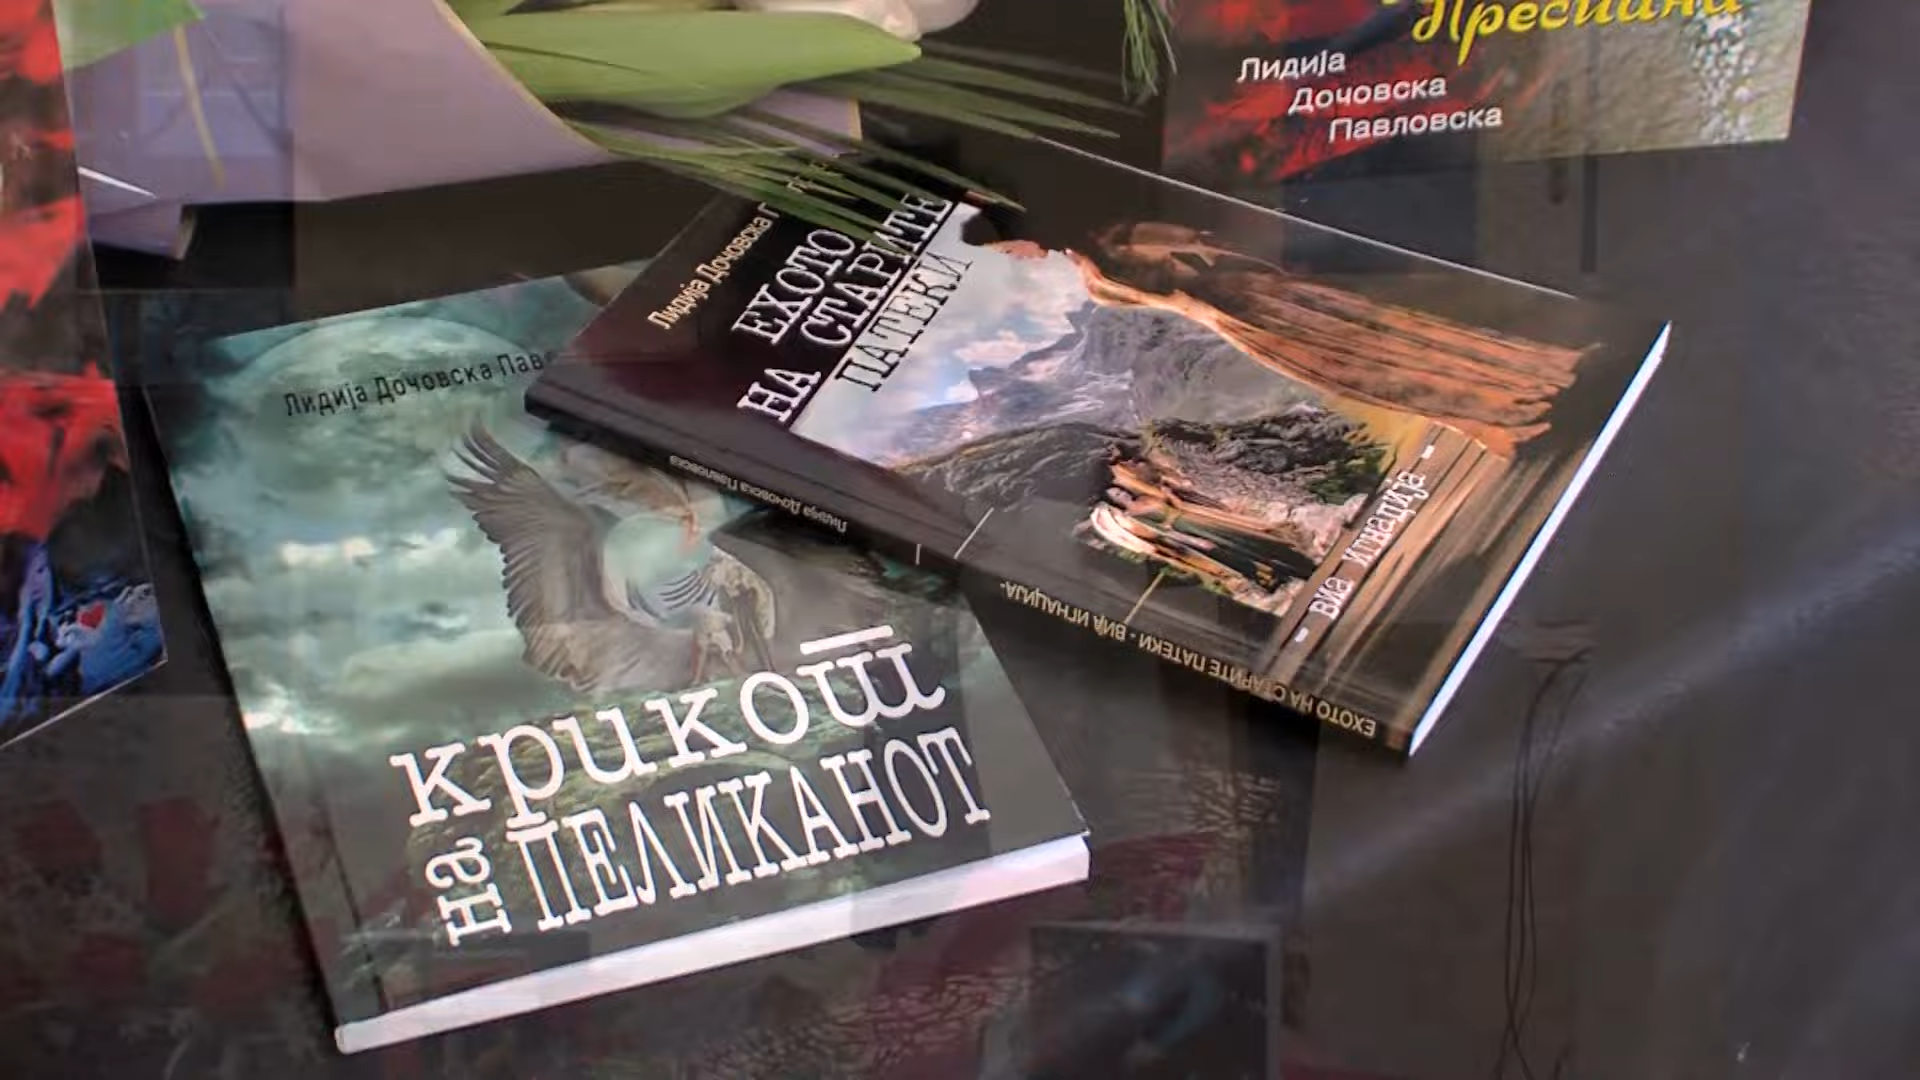 Преспана
Лидија
Дочовска
Павловска
Лидија Дочовска
ЕХОТО
НА СТАРИТЕ
ПАТЕКИ
- ВИА ИГНАЦИЈА -
Лидија Дочовска Павловска
ЕХОТО НА СТАРИТЕ ПАТЕКИ - ВИА ИГНАЦИЈА-
Лидија Дочовска Пав
крикот
на ПЕЛИКАНОТ